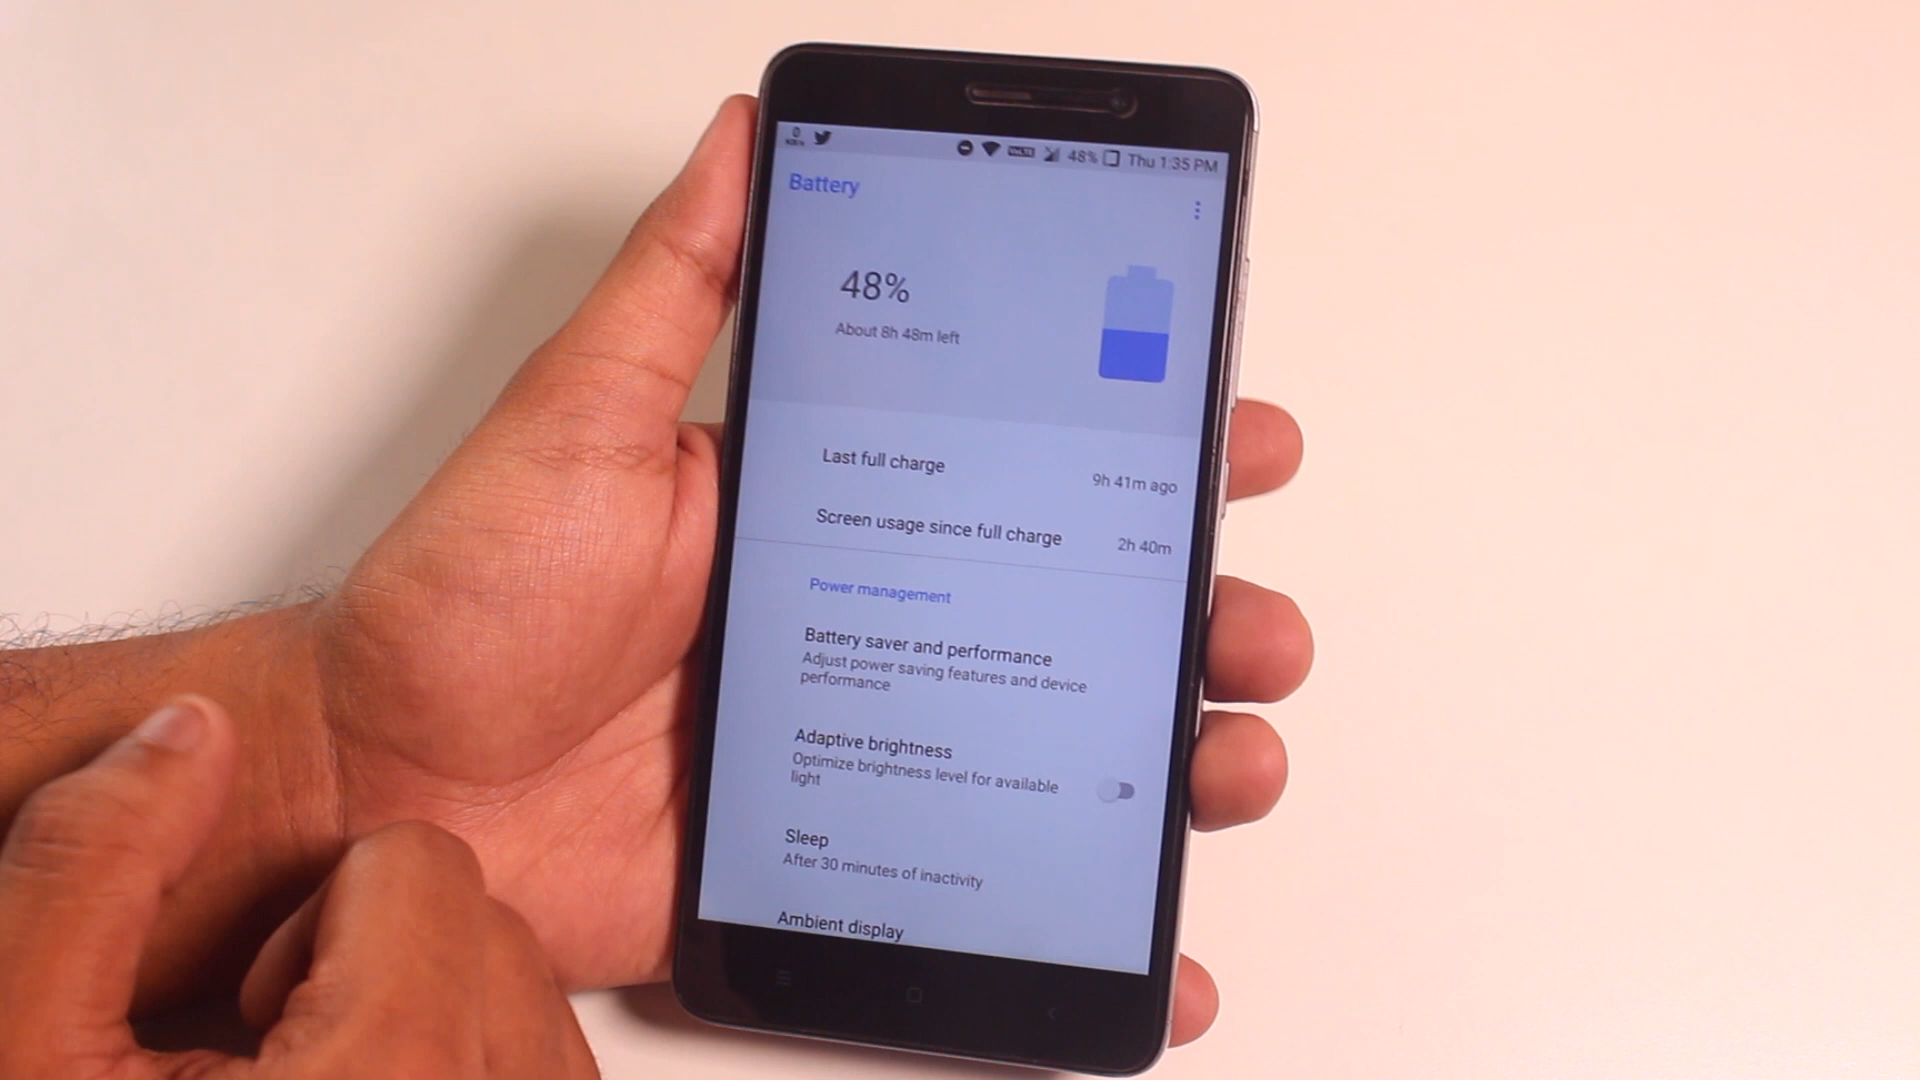 0
VoLTE 48% Thu 1:35 PM
Battery
48%
About 8h 48m left
Last full charge
9h 41m ago
Screen usage since full charge
2h 40m
Power management
Battery saver and performance
Adjust power saving features and device
performance
Adaptive brightness
Optimize brightness level for available
light
Sleep
After 30 minutes of inactivity
Ambient display